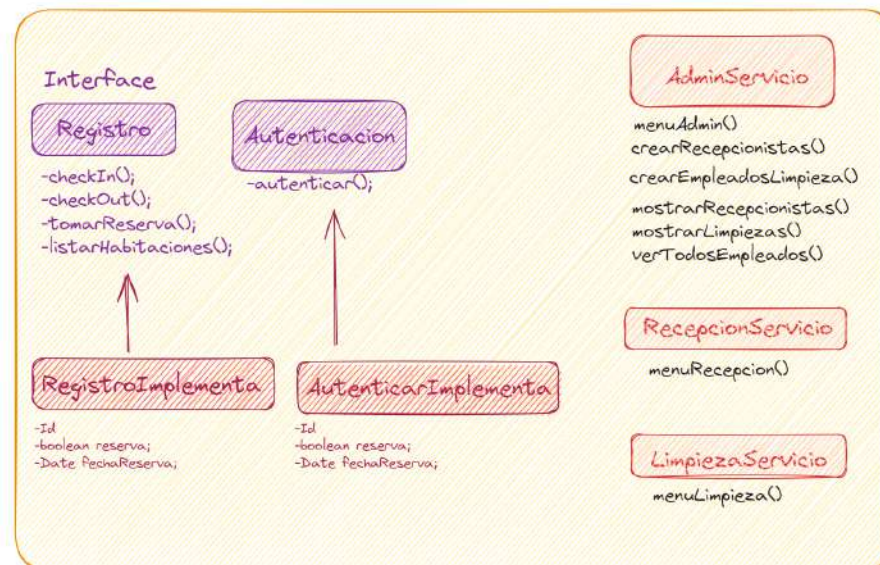 Interface
Registro
-checkIn();
-checkOut();
-tomarReserva();
-listarHabitaciones();
Autenticacion
-autenticar();
RegistroImplementa
-Id
-boolean reserva;
-Date fechaReserva;
AutenticarImplementa
-Id
-boolean reserva;
-Date fechaReserva;
AdminServicio
menuAdmin()
crearRecepcionistas()
crearEmpleadosLimpieza()
mostrarRecepcionistas()
mostrarLimpiezas()
verTodosEmpleados()
RecepcionServicio
menuRecepcion()
LimpiezaServicio
menuLimpieza()